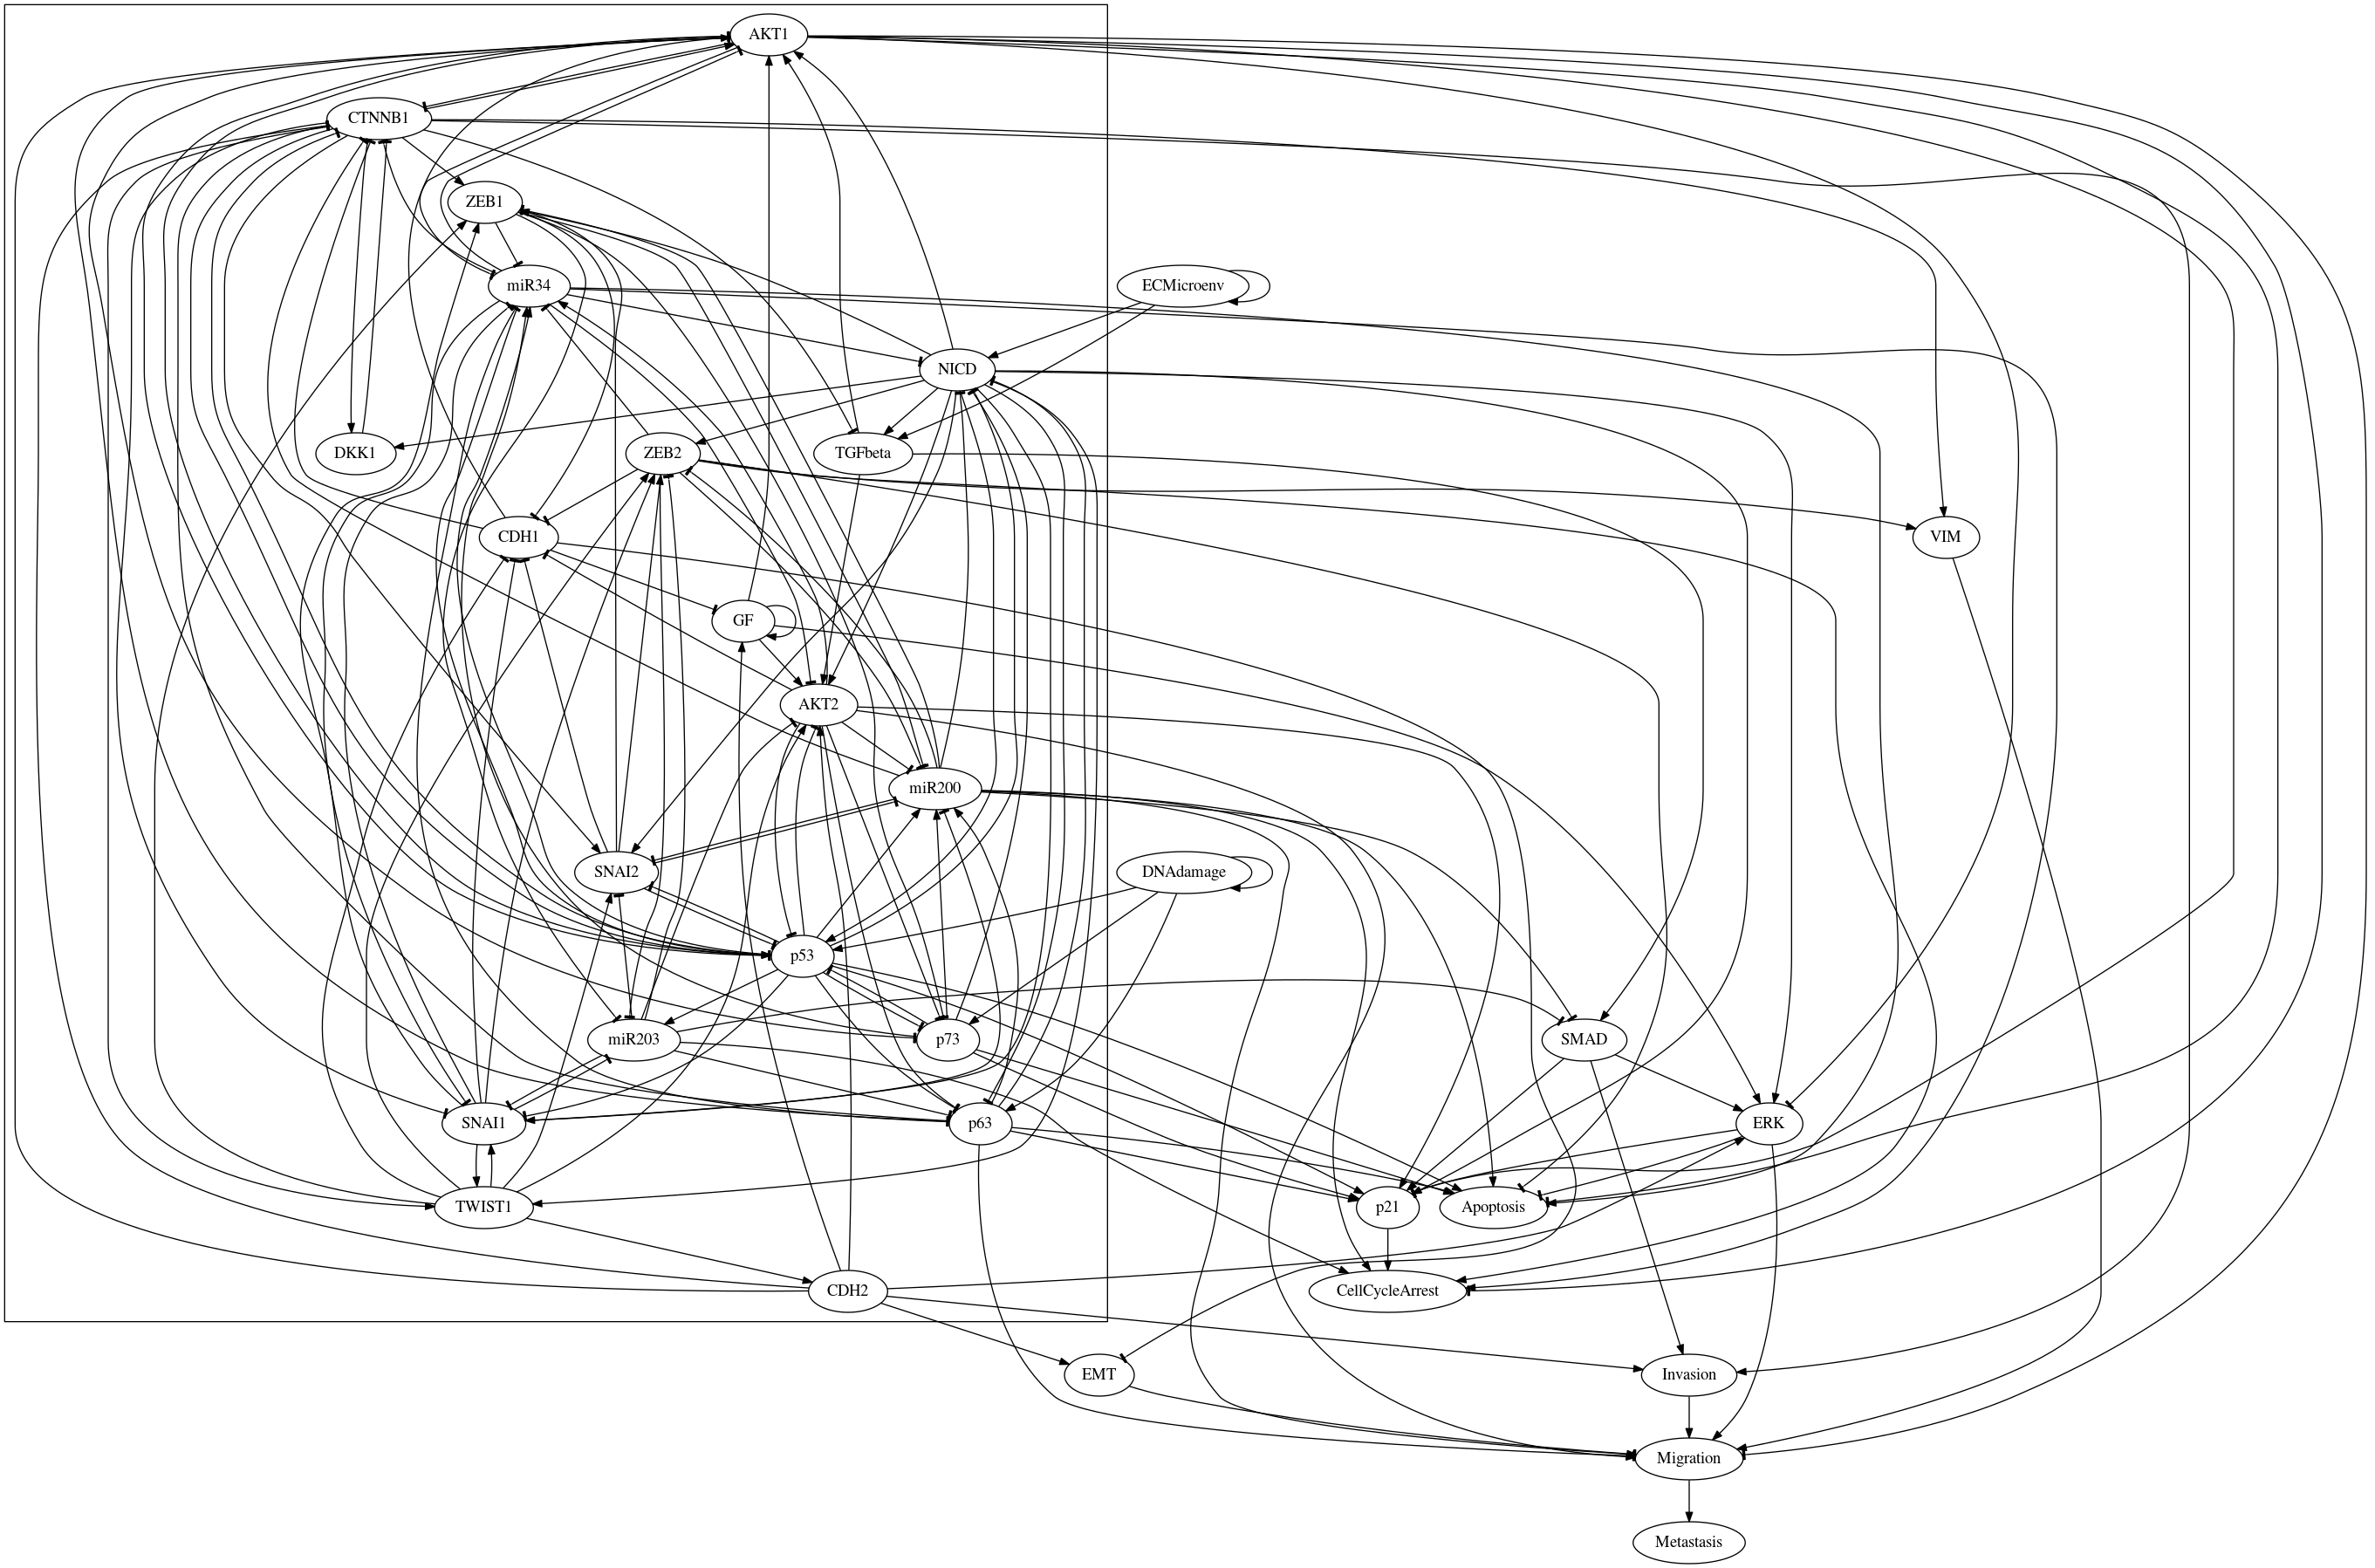 AKT1
CTNNB1
ZEB1
miR34
ECMicroenv
NICD
DKK1
ZEB2
TGFbeta
CDH1
VIM
GF
AKT2
miR200
SNAI2
DNAdamage
p53
miR203
p73
SMAD
SNAI1
p63
ERK
TWIST1
p21
Apoptosis
CDH2
CellCycleArrest
EMT
Invasion
Migration
Metastasis